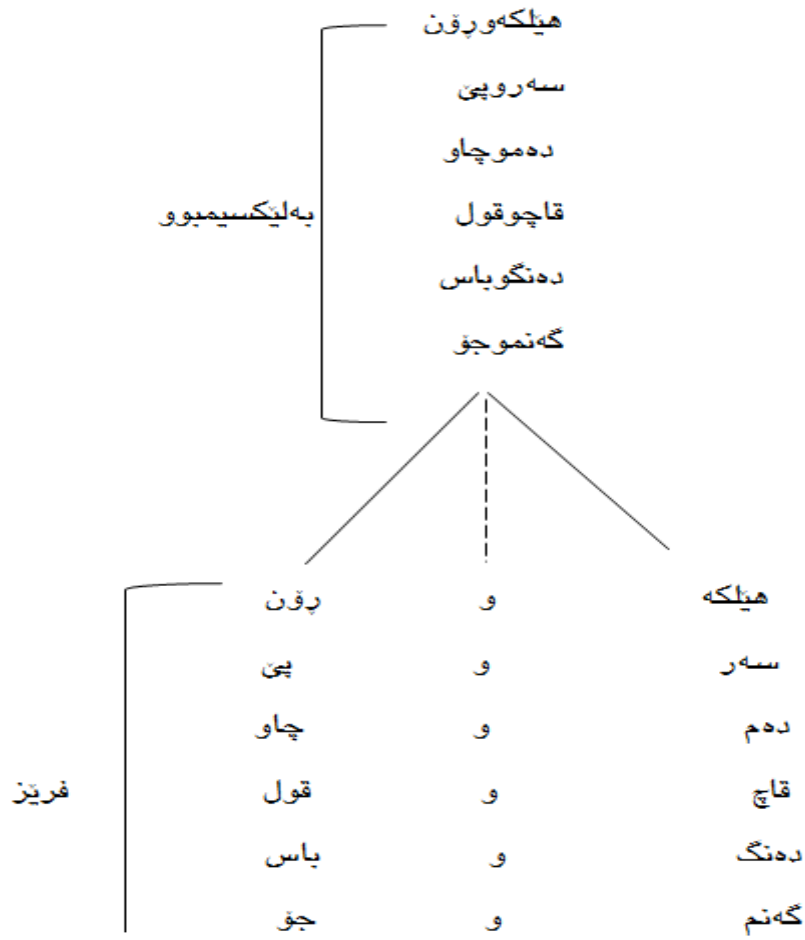 هێلکەوڕۆن
سەروپێ
دەموچاو
بەلێکسیمبوو قاچوقول
دەنگوباس
گەنموجۆ
هێلکە و ڕۆن
سەر و پێ
دەم و چاو
قاچ و قول فرێز
دەنگ و باس
گەنم و جۆ